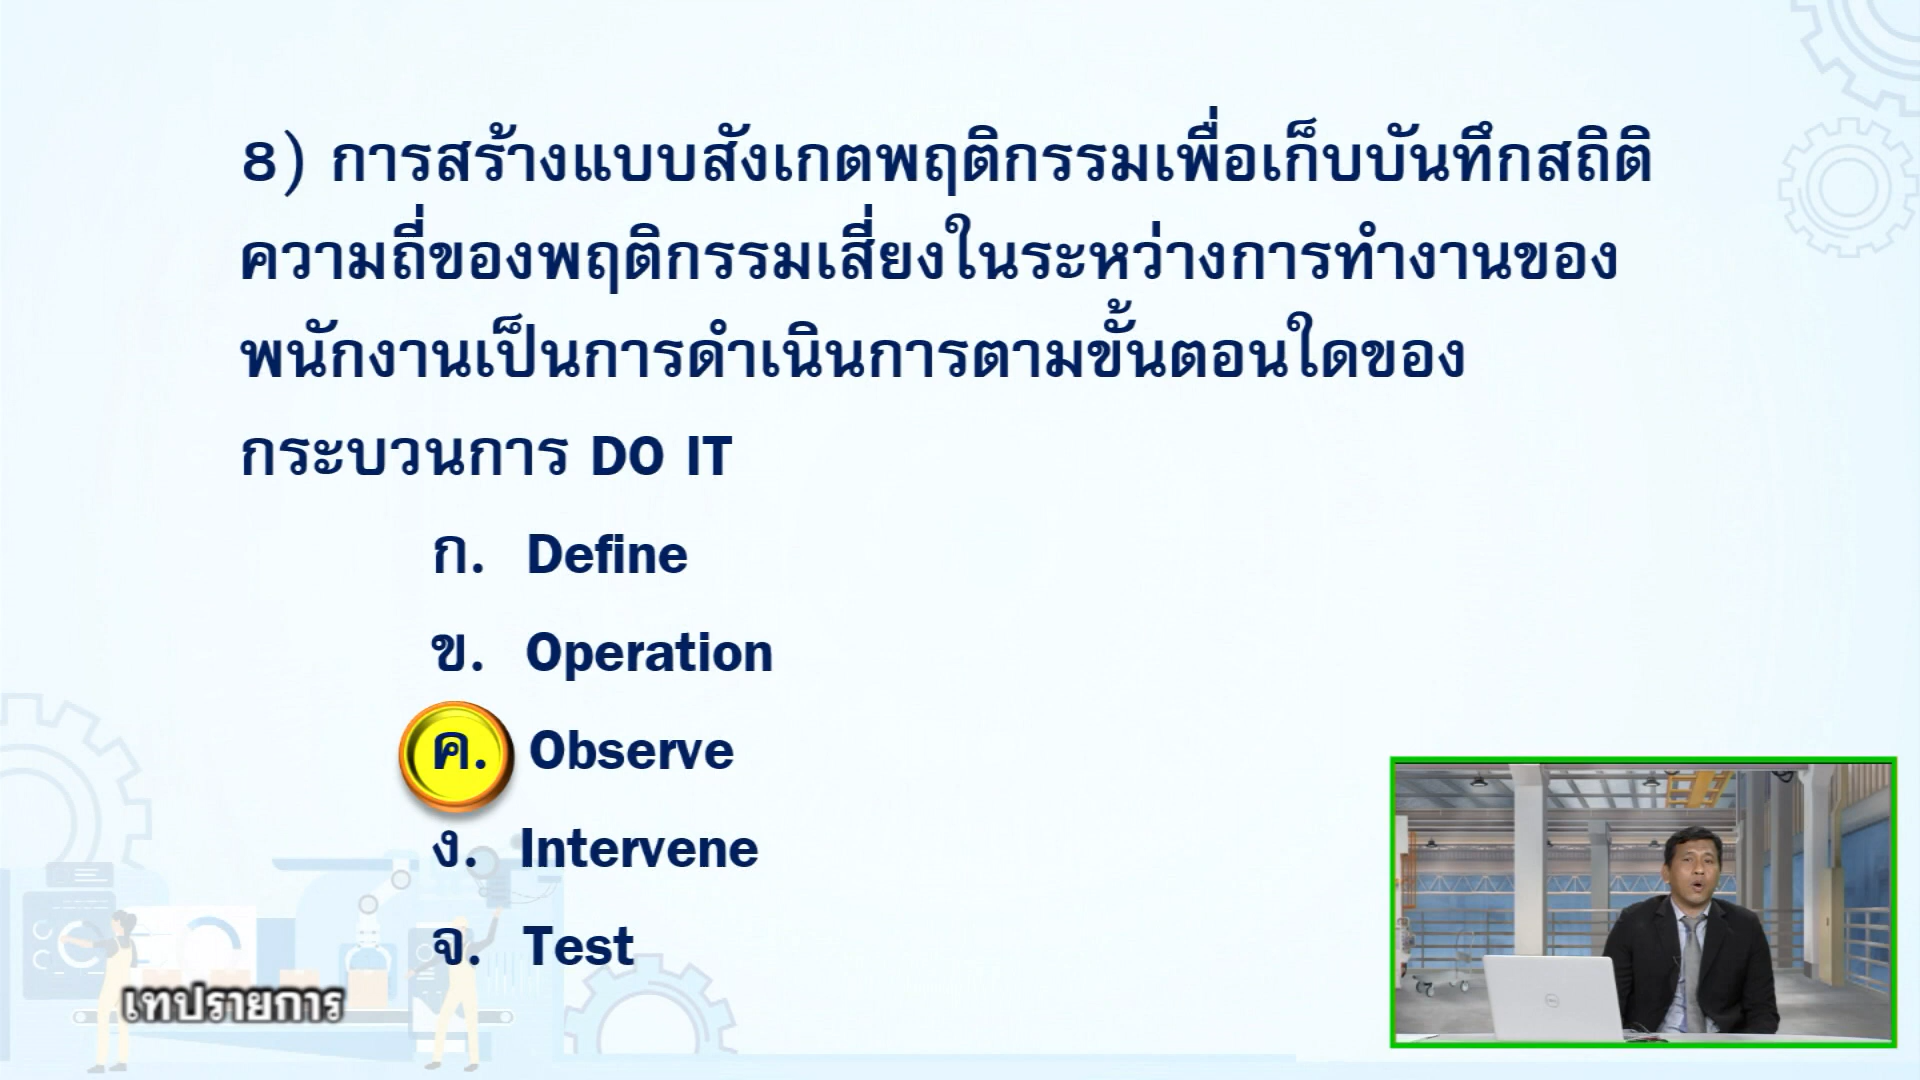 8) การสร้างแบบสังเกตพฤติกรรมเพื่อเก็บบันทึกสถิติ
ความถี่ของพฤติกรรมเสี่ยงในระหว่างการทำงานของ
พนักงานเป็นการดำเนินการตามขั้นตอนใดของ
กระบวนการ DO IT
ก. Define
ข. Operation
ค. Observe
ง. Intervene
จ. Test
เทปรายการ